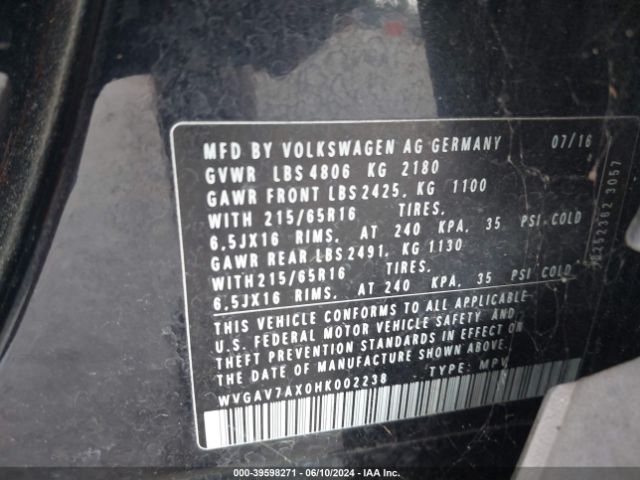 MFD BY VOLKSWAGEN AG GERMANY 07/16
GVWR LBS 4806 KG 2180
GAWR FRONT LBS 2425, KG 1100
WITH 215/65R16 TIRES,
6.5JX16 RIMS, AT 240 KPA, 35 PSI COLD
GAWR REAR LBS 2491, KG 1130
WITH 215/65R16 TIRES,
6.5JX16 RIMS, AT 240 KPA, 35 PSI COLD
THIS VEHICLE CONFORMS TO ALL APPLICABLE
U.S. FEDERAL MOTOR VEHICLE SAFETY AND
THEFT PREVENTION STANDARDS IN EFFECT ON
THE DATE OF MANUFACTURE SHOWN ABOVE.
WVGAV7AX0HK002238 TYPE: MPV
3057
000-39598271 - 06/10/2024 - IAA Inc.